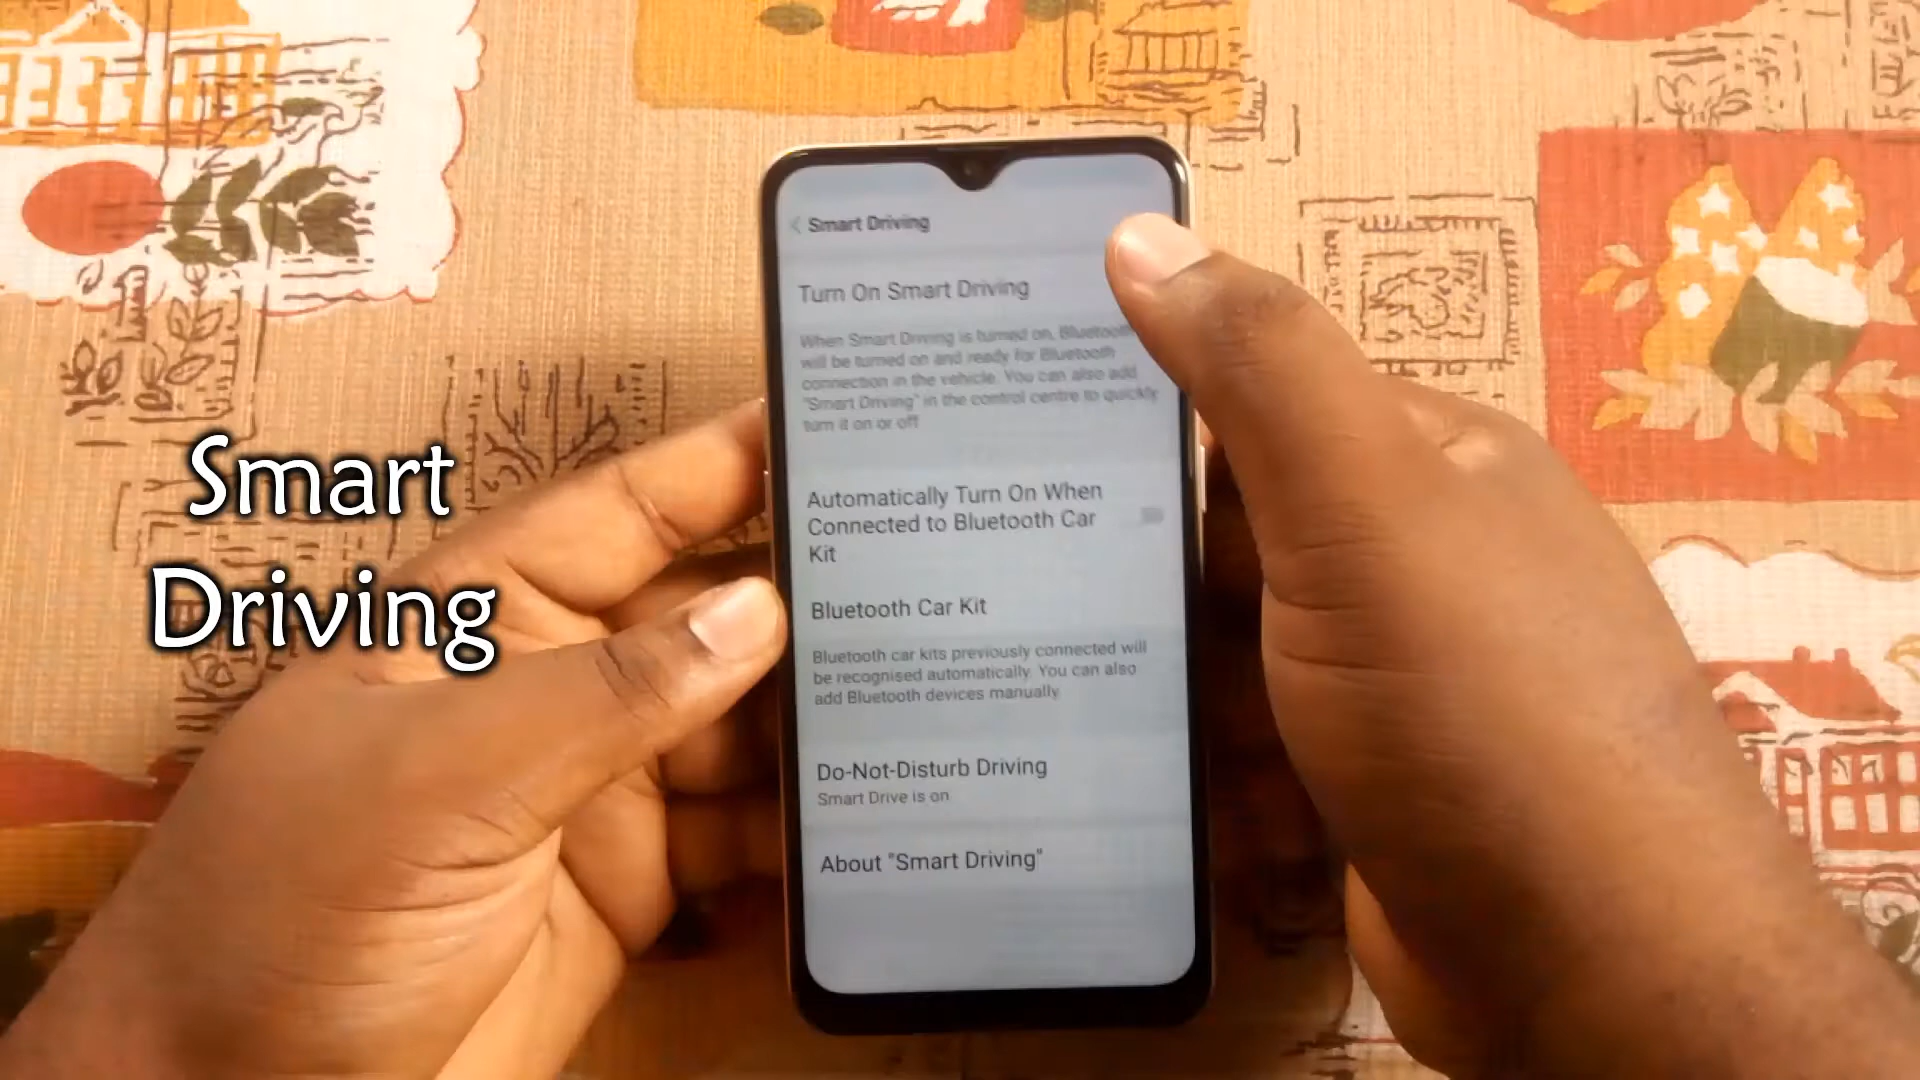 Smart
Driving
Smart Driving
Turn On Smart Driving
When Smart Driving is turned on, Bluetooth
will be turned on and ready for Bluetooth
connection in the vehicle. You can also add
"Smart Driving" in the control centre to quickly
turn it on or off
Automatically Turn On When
Connected to Bluetooth Car
Kit
Bluetooth Car Kit
Bluetooth car kits previously connected will
be recognised automatically. You can also
add Bluetooth devices manually.
Do-Not-Disturb Driving
Smart Drive is on
About "Smart Driving"